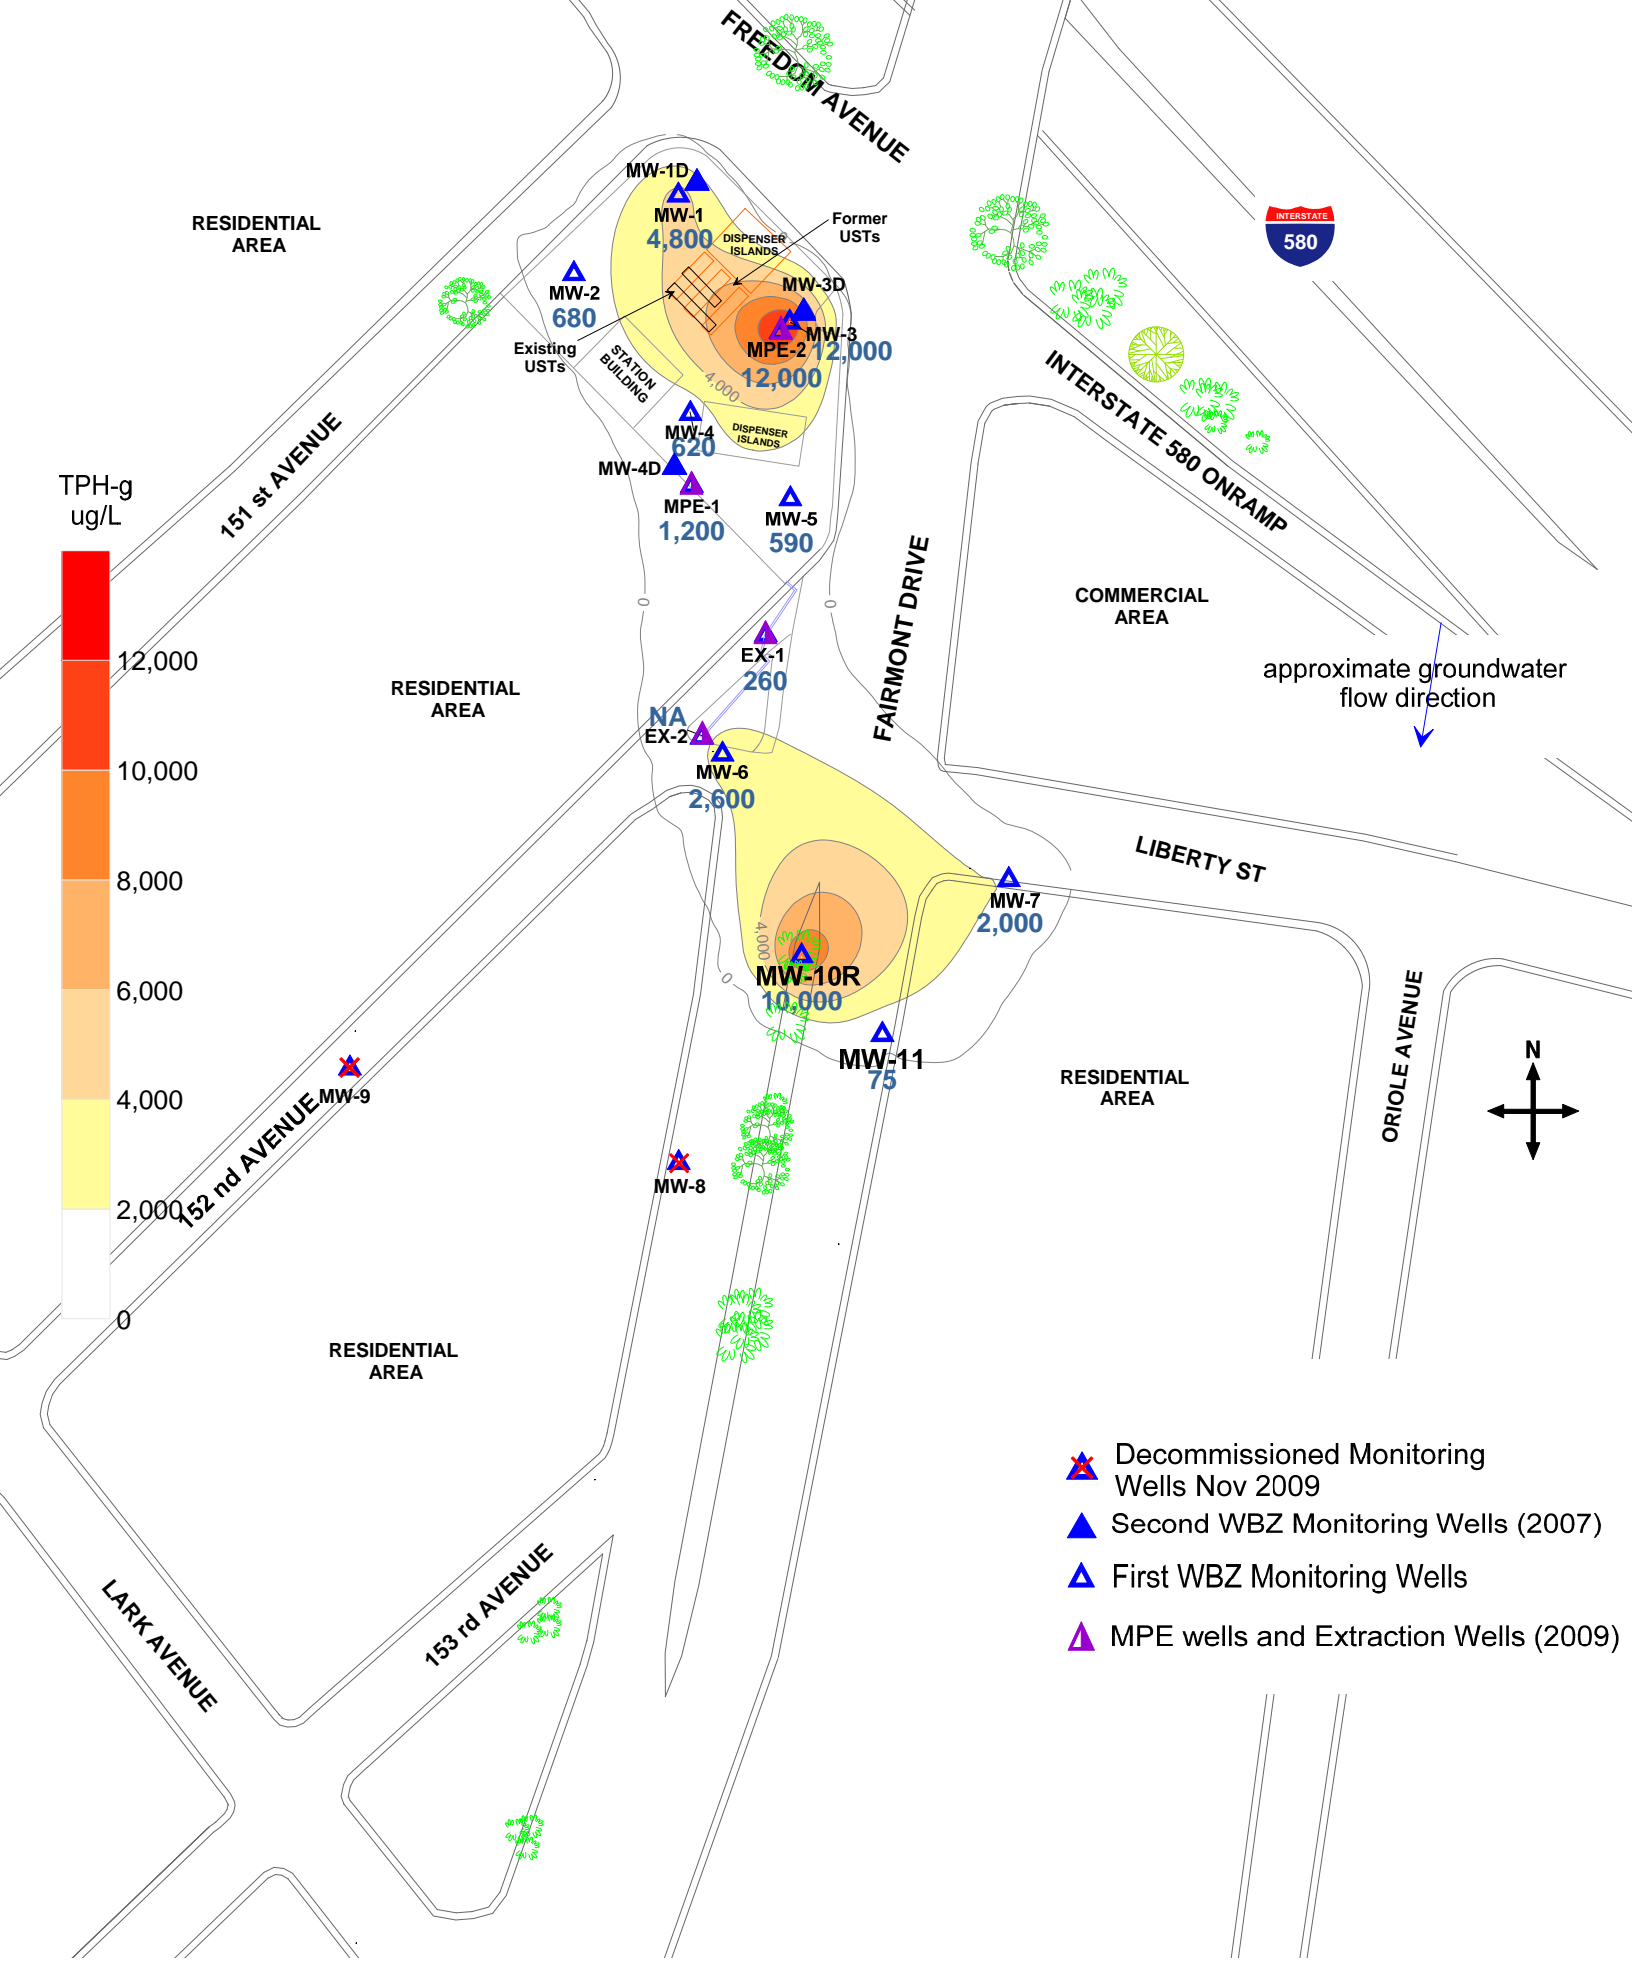 FREEDOM AVENUE
MW-1D
MW-1
4,800
DISPENSER
ISLANDS
Former
USTs
RESIDENTIAL
AREA
INTERSTATE
580
MW-2
680
MW-3D
MW-3
12,000
MPE-2
12,000
Existing
USTs
STATION
BUILDING
4,000
INTERSTATE 580 ONRAMP
MW-4
620
DISPENSER
ISLANDS
MW-4D
MPE-1
1,200
MW-5
590
151 st AVENUE
TPH-g
ug/L
12,000
10,000
8,000
6,000
4,000
2,000
0
0
0
FAIRMONT DRIVE
COMMERCIAL
AREA
EX-1
260
approximate groundwater
flow direction
RESIDENTIAL
AREA
NA
EX-2
MW-6
2,600
LIBERTY ST
MW-7
2,000
4,000
0
MW-10R
10,000
MW-11
75
ORIOLE AVENUE
N
RESIDENTIAL
AREA
MW-9
152 nd AVENUE
MW-8
RESIDENTIAL
AREA
Decommissioned Monitoring
Wells Nov 2009
Second WBZ Monitoring Wells (2007)
First WBZ Monitoring Wells
MPE wells and Extraction Wells (2009)
LARK AVENUE
153 rd AVENUE